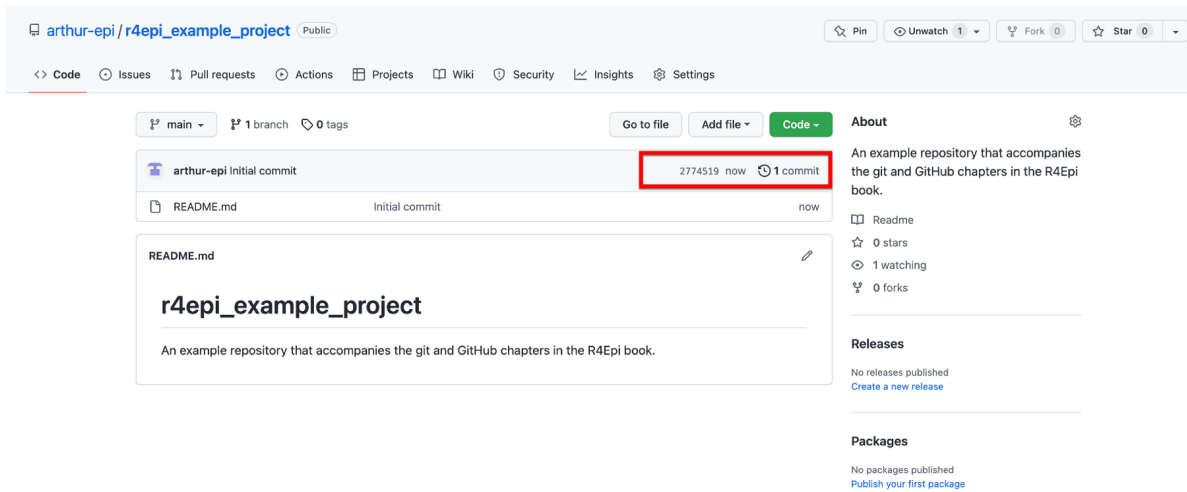 arthur-epi / r4epi_example_project Public
Pin Unwatch 1 Fork 0 Star 0
<> Code Issues Pull requests Actions Projects Wiki Security Insights Settings
main 1 branch 0 tags Go to file Add file Code
arthur-epi Initial commit 2774519 now 1 commit
README.md Initial commit now
README.md
r4epi_example_project
An example repository that accompanies the git and GitHub chapters in the R4Epi book.
About
An example repository that accompanies
the git and GitHub chapters in the R4Epi
book.
Readme
0 stars
1 watching
0 forks
Releases
No releases published
Create a new release
Packages
No packages published
Publish your first package